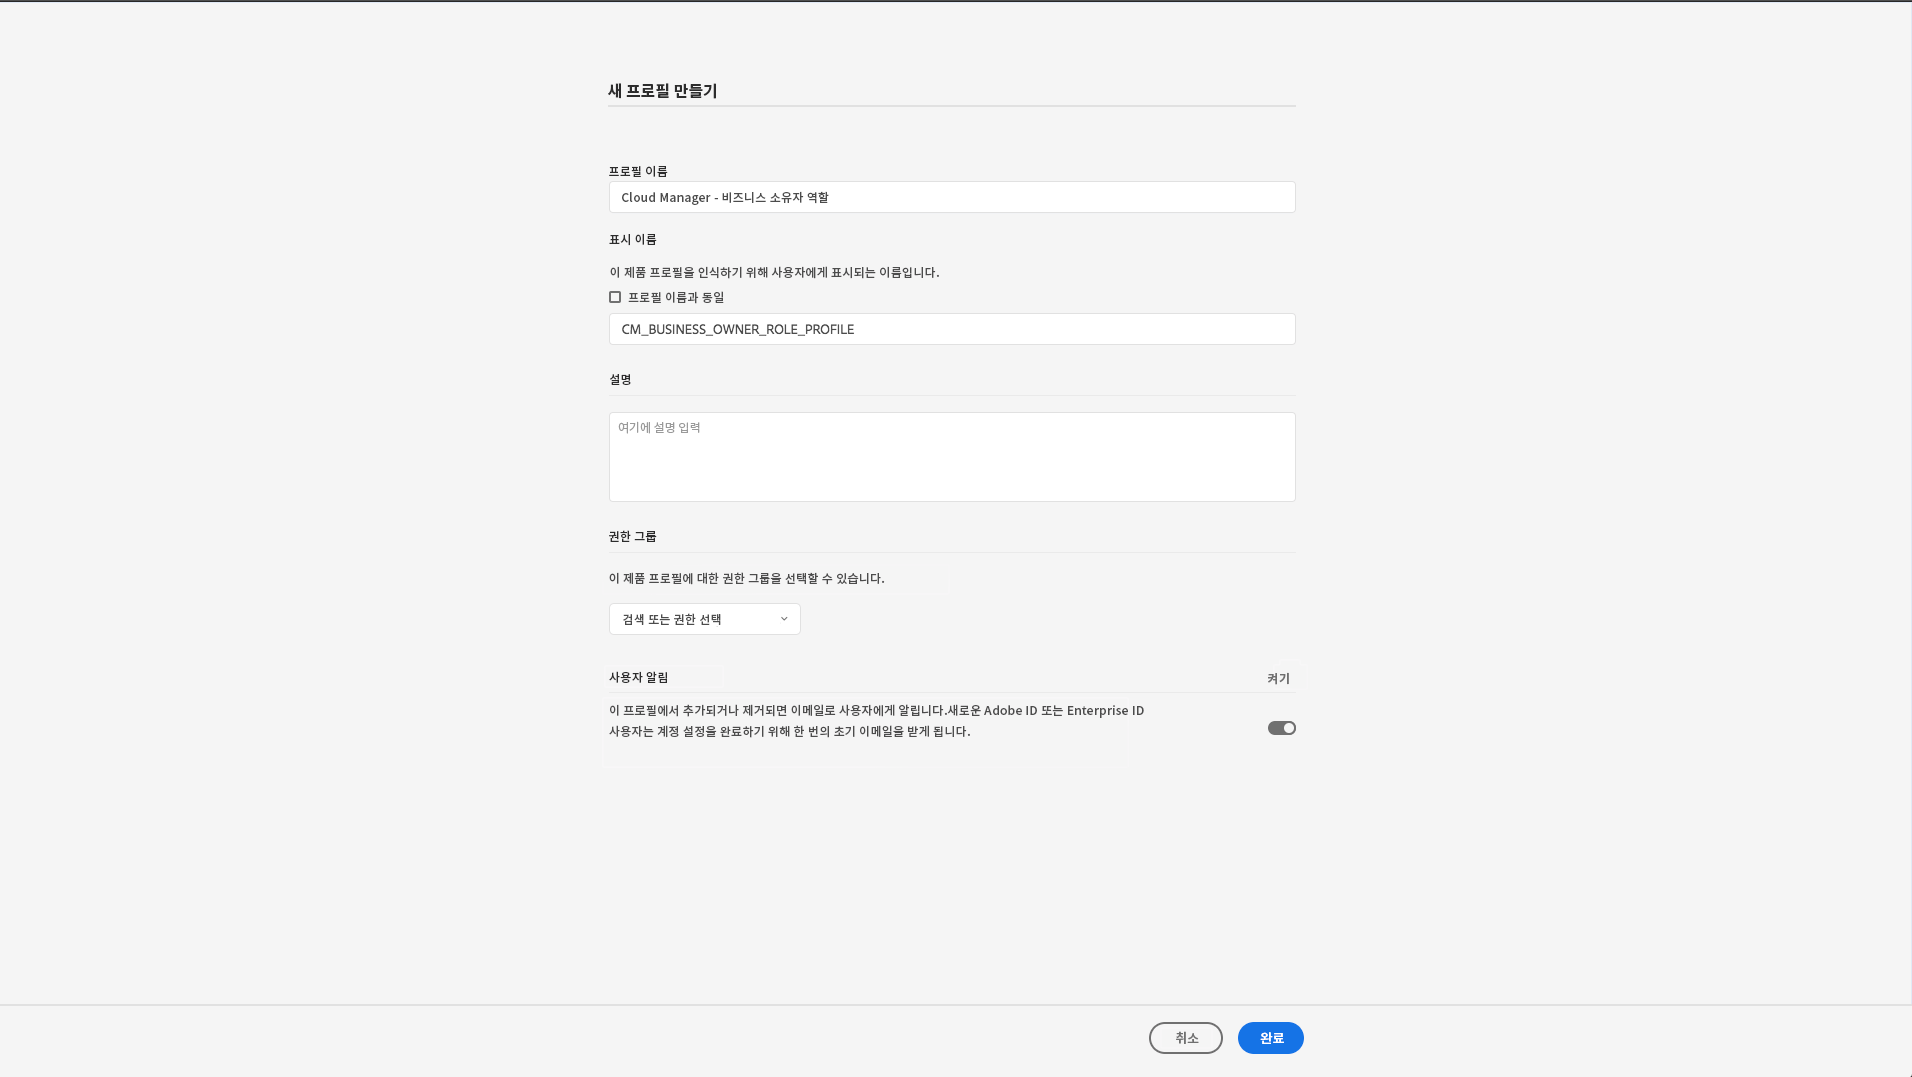 새 프로필 만들기
프로필 이름
Cloud Manager - 비즈니스 소유자 역할
표시 이름
이 제품 프로필을 인식하기 위해 사용자에게 표시되는 이름입니다.
프로필 이름과 동일
CM_BUSINESS_OWNER_ROLE_PROFILE
설명
여기에 설명 입력
권한 그룹
이 제품 프로필에 대한 권한 그룹을 선택할 수 있습니다.
검색 또는 권한 선택
사용자 알림
켜기
이 프로필에서 추가되거나 제거되면 이메일로 사용자에게 알립니다.새로운 Adobe ID 또는 Enterprise ID
사용자는 계정 설정을 완료하기 위해 한 번의 초기 이메일을 받게 됩니다.
취소
완료